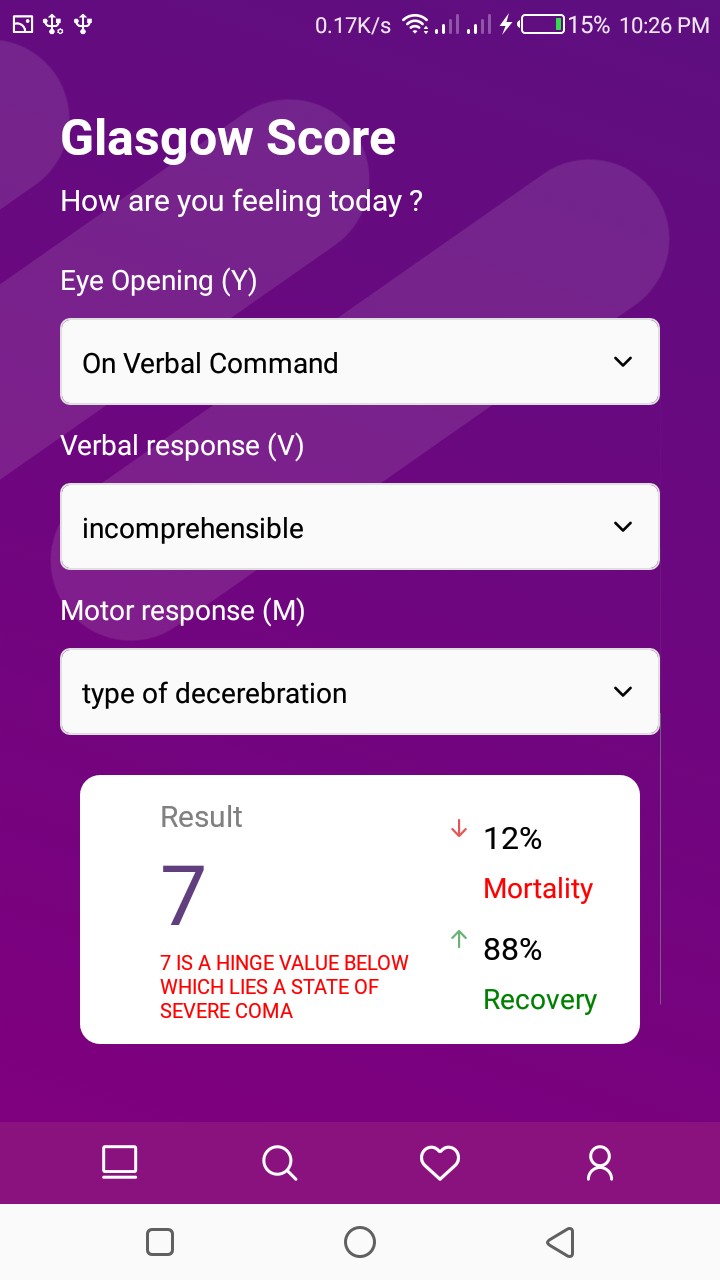 0.17K/s 15% 10:26 PM
Glasgow Score
How are you feeling today ?
Eye Opening (Y)
On Verbal Command
Verbal response (V)
incomprehensible
Motor response (M)
type of decerebration
Result
7
7 IS A HINGE VALUE BELOW
WHICH LIES A STATE OF
SEVERE COMA
12%
Mortality
88%
Recovery